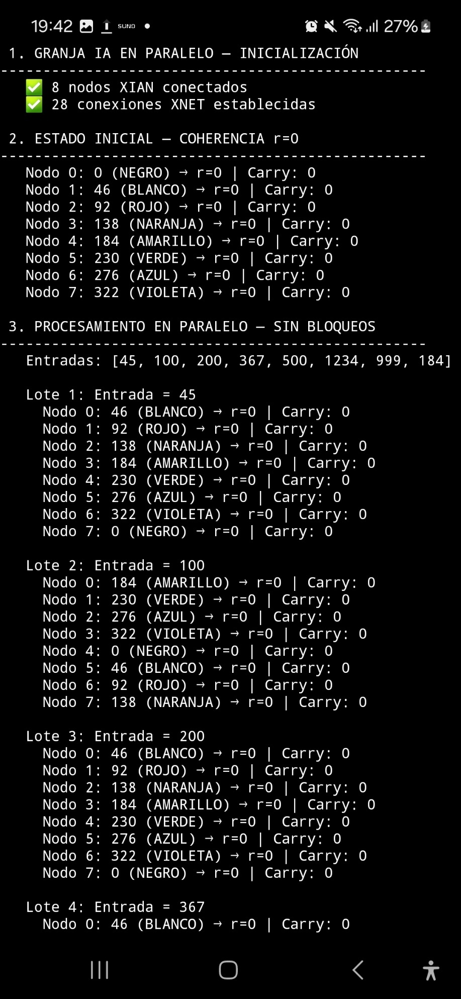 19:42 SUNO 27%
1. GRANJA IA EN PARALELO — INICIALIZACIÓN
--------------------------------------------------
✅ 8 nodos XIAN conectados
✅ 28 conexiones XNET establecidas
2. ESTADO INICIAL — COHERENCIA r=0
--------------------------------------------------
Nodo 0: 0 (NEGRO) → r=0 | Carry: 0
Nodo 1: 46 (BLANCO) → r=0 | Carry: 0
Nodo 2: 92 (ROJO) → r=0 | Carry: 0
Nodo 3: 138 (NARANJA) → r=0 | Carry: 0
Nodo 4: 184 (AMARILLO) → r=0 | Carry: 0
Nodo 5: 230 (VERDE) → r=0 | Carry: 0
Nodo 6: 276 (AZUL) → r=0 | Carry: 0
Nodo 7: 322 (VIOLETA) → r=0 | Carry: 0
3. PROCESAMIENTO EN PARALELO — SIN BLOQUEOS
--------------------------------------------------
Entradas: [45, 100, 200, 367, 500, 1234, 999, 184]
Lote 1: Entrada = 45
Nodo 0: 46 (BLANCO) → r=0 | Carry: 0
Nodo 1: 92 (ROJO) → r=0 | Carry: 0
Nodo 2: 138 (NARANJA) → r=0 | Carry: 0
Nodo 3: 184 (AMARILLO) → r=0 | Carry: 0
Nodo 4: 230 (VERDE) → r=0 | Carry: 0
Nodo 5: 276 (AZUL) → r=0 | Carry: 0
Nodo 6: 322 (VIOLETA) → r=0 | Carry: 0
Nodo 7: 0 (NEGRO) → r=0 | Carry: 0
Lote 2: Entrada = 100
Nodo 0: 184 (AMARILLO) → r=0 | Carry: 0
Nodo 1: 230 (VERDE) → r=0 | Carry: 0
Nodo 2: 276 (AZUL) → r=0 | Carry: 0
Nodo 3: 322 (VIOLETA) → r=0 | Carry: 0
Nodo 4: 0 (NEGRO) → r=0 | Carry: 0
Nodo 5: 46 (BLANCO) → r=0 | Carry: 0
Nodo 6: 92 (ROJO) → r=0 | Carry: 0
Nodo 7: 138 (NARANJA) → r=0 | Carry: 0
Lote 3: Entrada = 200
Nodo 0: 46 (BLANCO) → r=0 | Carry: 0
Nodo 1: 92 (ROJO) → r=0 | Carry: 0
Nodo 2: 138 (NARANJA) → r=0 | Carry: 0
Nodo 3: 184 (AMARILLO) → r=0 | Carry: 0
Nodo 4: 230 (VERDE) → r=0 | Carry: 0
Nodo 5: 276 (AZUL) → r=0 | Carry: 0
Nodo 6: 322 (VIOLETA) → r=0 | Carry: 0
Nodo 7: 0 (NEGRO) → r=0 | Carry: 0
Lote 4: Entrada = 367
Nodo 0: 46 (BLANCO) → r=0 | Carry: 0